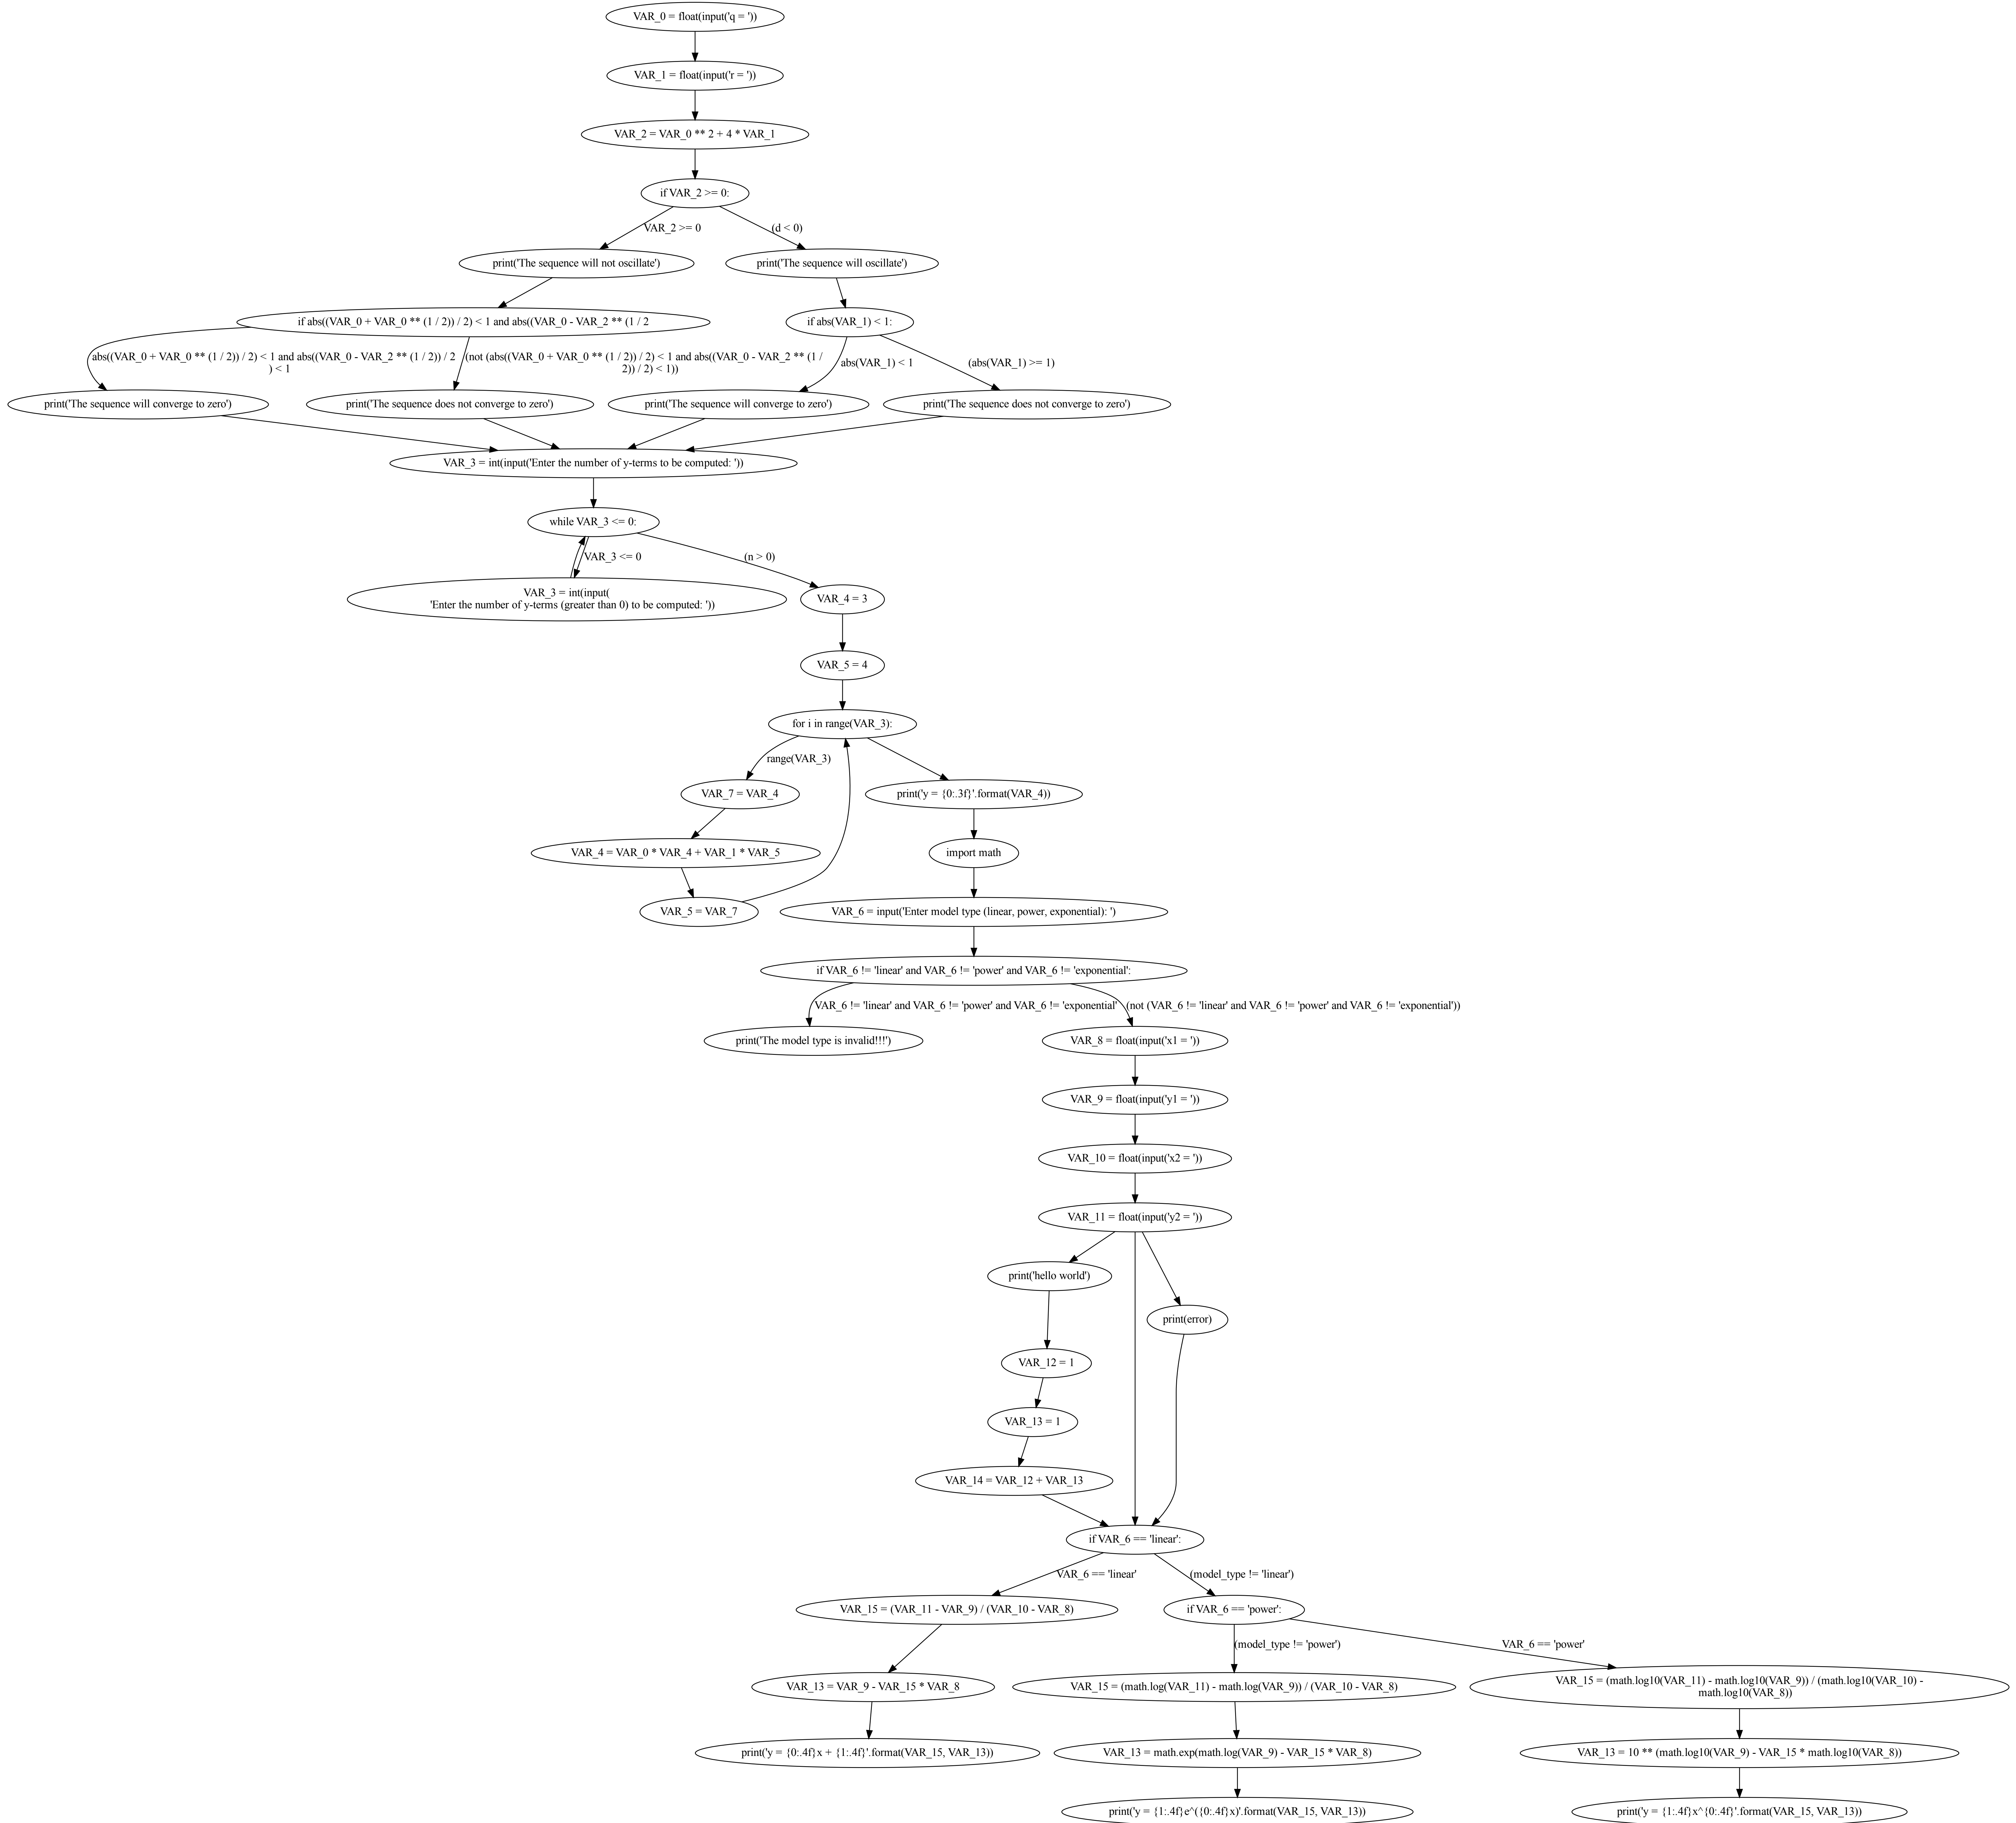 VAR_0 = float(input('q = '))
VAR_1 = float(input('r = '))
VAR_2 = VAR_0 ** 2 + 4 * VAR_1
if VAR_2 >= 0:
VAR_2 >= 0
(d < 0)
print('The sequence will not oscillate')
print('The sequence will oscillate')
if abs((VAR_0 + VAR_0 ** (1 / 2)) / 2) < 1 and abs((VAR_0 - VAR_2 ** (1 / 2
if abs(VAR_1) < 1:
abs((VAR_0 + VAR_0 ** (1 / 2)) / 2) < 1 and abs((VAR_0 - VAR_2 ** (1 / 2)) / 2
) < 1
(not (abs((VAR_0 + VAR_0 ** (1 / 2)) / 2) < 1 and abs((VAR_0 - VAR_2 ** (1 /
2)) / 2) < 1))
abs(VAR_1) < 1
(abs(VAR_1) >= 1)
print('The sequence will converge to zero')
print('The sequence does not converge to zero')
print('The sequence will converge to zero')
print('The sequence does not converge to zero')
VAR_3 = int(input('Enter the number of y-terms to be computed: '))
while VAR_3 <= 0:
VAR_3 <= 0
(n > 0)
VAR_3 = int(input(
'Enter the number of y-terms (greater than 0) to be computed: '))
VAR_4 = 3
VAR_5 = 4
for i in range(VAR_3):
range(VAR_3)
VAR_7 = VAR_4
print('y = {0:.3f}'.format(VAR_4))
VAR_4 = VAR_0 * VAR_4 + VAR_1 * VAR_5
import math
VAR_5 = VAR_7
VAR_6 = input('Enter model type (linear, power, exponential): ')
if VAR_6 != 'linear' and VAR_6 != 'power' and VAR_6 != 'exponential':
VAR_6 != 'linear' and VAR_6 != 'power' and VAR_6 != 'exponential'
(not (VAR_6 != 'linear' and VAR_6 != 'power' and VAR_6 != 'exponential'))
print('The model type is invalid!!!')
VAR_8 = float(input('x1 = '))
VAR_9 = float(input('y1 = '))
VAR_10 = float(input('x2 = '))
VAR_11 = float(input('y2 = '))
print('hello world')
print(error)
VAR_12 = 1
VAR_13 = 1
VAR_14 = VAR_12 + VAR_13
if VAR_6 == 'linear':
VAR_6 == 'linear'
(model_type != 'linear')
VAR_15 = (VAR_11 - VAR_9) / (VAR_10 - VAR_8)
if VAR_6 == 'power':
(model_type != 'power')
VAR_6 == 'power'
VAR_13 = VAR_9 - VAR_15 * VAR_8
VAR_15 = (math.log(VAR_11) - math.log(VAR_9)) / (VAR_10 - VAR_8)
VAR_15 = (math.log10(VAR_11) - math.log10(VAR_9)) / (math.log10(VAR_10) -
math.log10(VAR_8))
print('y = {0:.4f}x + {1:.4f}'.format(VAR_15, VAR_13))
VAR_13 = math.exp(math.log(VAR_9) - VAR_15 * VAR_8)
VAR_13 = 10 ** (math.log10(VAR_9) - VAR_15 * math.log10(VAR_8))
print('y = {1:.4f}e^({0:.4f}x)'.format(VAR_15, VAR_13))
print('y = {1:.4f}x^{0:.4f}'.format(VAR_15, VAR_13))